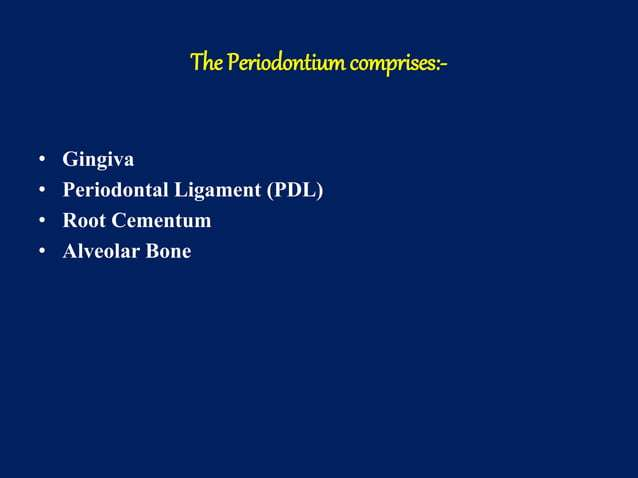 The Periodontium comprises:-
• Gingiva
• Periodontal Ligament (PDL)
• Root Cementum
• Alveolar Bone